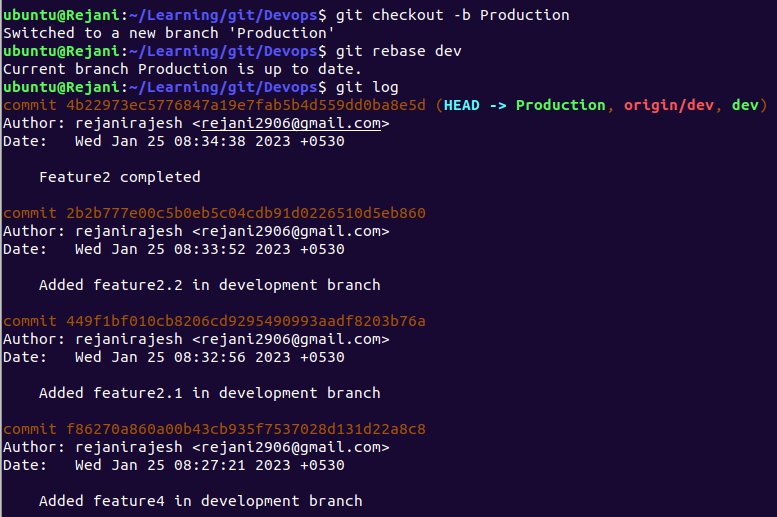 ubuntu@Rejani:~/Learning/git/Devops$ git checkout -b Production
Switched to a new branch 'Production'
ubuntu@Rejani:~/Learning/git/Devops$ git rebase dev
Current branch Production is up to date.
ubuntu@Rejani:~/Learning/git/Devops$ git log
commit 4b22973ec5776847a19e7fab5b4d559dd0ba8e5d (HEAD -> Production, origin/dev, dev)
Author: rejanirajesh <rejani2906@gmail.com>
Date:   Wed Jan 25 08:34:38 2023 +0530
    Feature2 completed
commit 2b2b777e00c5b0eb5c04cdb91d0226510d5eb860
Author: rejanirajesh <rejani2906@gmail.com>
Date:   Wed Jan 25 08:33:52 2023 +0530
    Added feature2.2 in development branch
commit 449f1bf010cb8206cd9295490993aadf8203b76a
Author: rejanirajesh <rejani2906@gmail.com>
Date:   Wed Jan 25 08:32:56 2023 +0530
    Added feature2.1 in development branch
commit f86270a860a00b43cb935f7537028d131d22a8c8
Author: rejanirajesh <rejani2906@gmail.com>
Date:   Wed Jan 25 08:27:21 2023 +0530
    Added feature4 in development branch